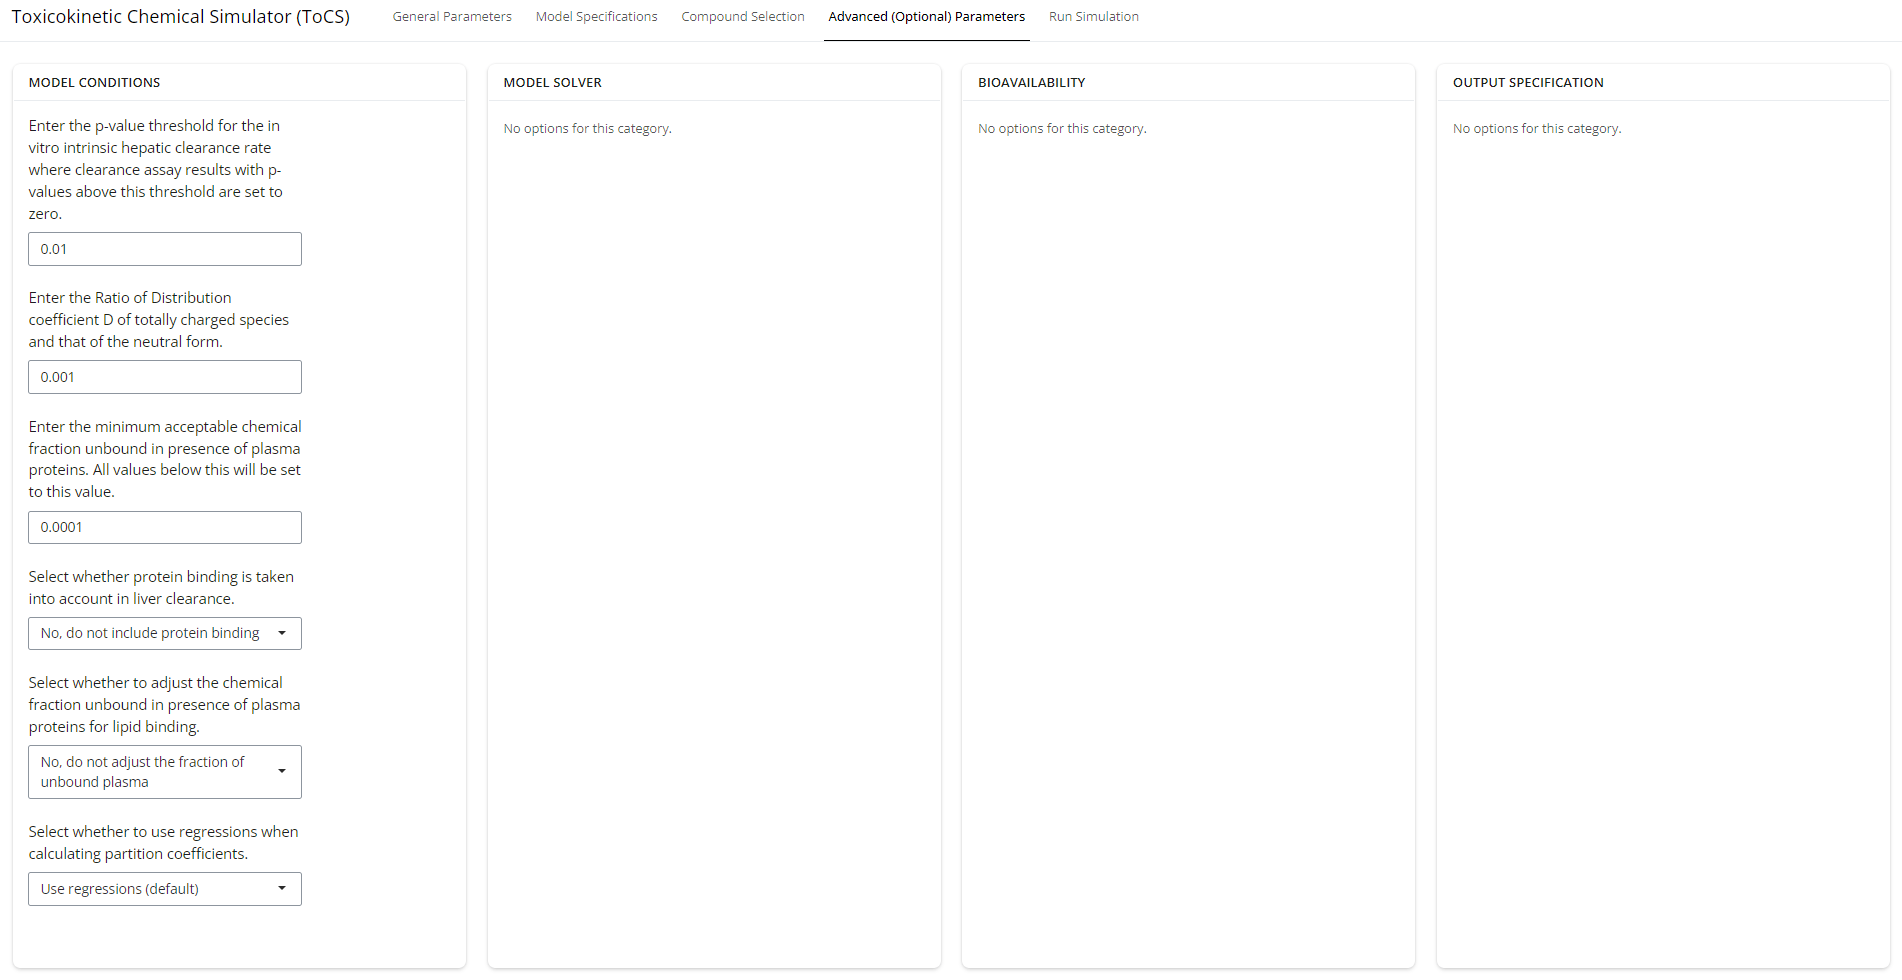 Toxicokinetic Chemical Simulator (ToCS)
General Parameters
Model Specifications
Compound Selection
Advanced (Optional) Parameters
Run Simulation
MODEL CONDITIONS
Enter the p-value threshold for the in
vitro intrinsic hepatic clearance rate
where clearance assay results with p-
values above this threshold are set to
zero.
0.01
Enter the Ratio of Distribution
coefficient D of totally charged species
and that of the neutral form.
0.001
Enter the minimum acceptable chemical
fraction unbound in presence of plasma
proteins. All values below this will be set
to this value.
0.0001
Select whether protein binding is taken
into account in liver clearance.
No, do not include protein binding
Select whether to adjust the chemical
fraction unbound in presence of plasma
proteins for lipid binding.
No, do not adjust the fraction of
unbound plasma
Select whether to use regressions when
calculating partition coefficients.
Use regressions (default)
MODEL SOLVER
No options for this category.
BIOAVAILABILITY
No options for this category.
OUTPUT SPECIFICATION
No options for this category.